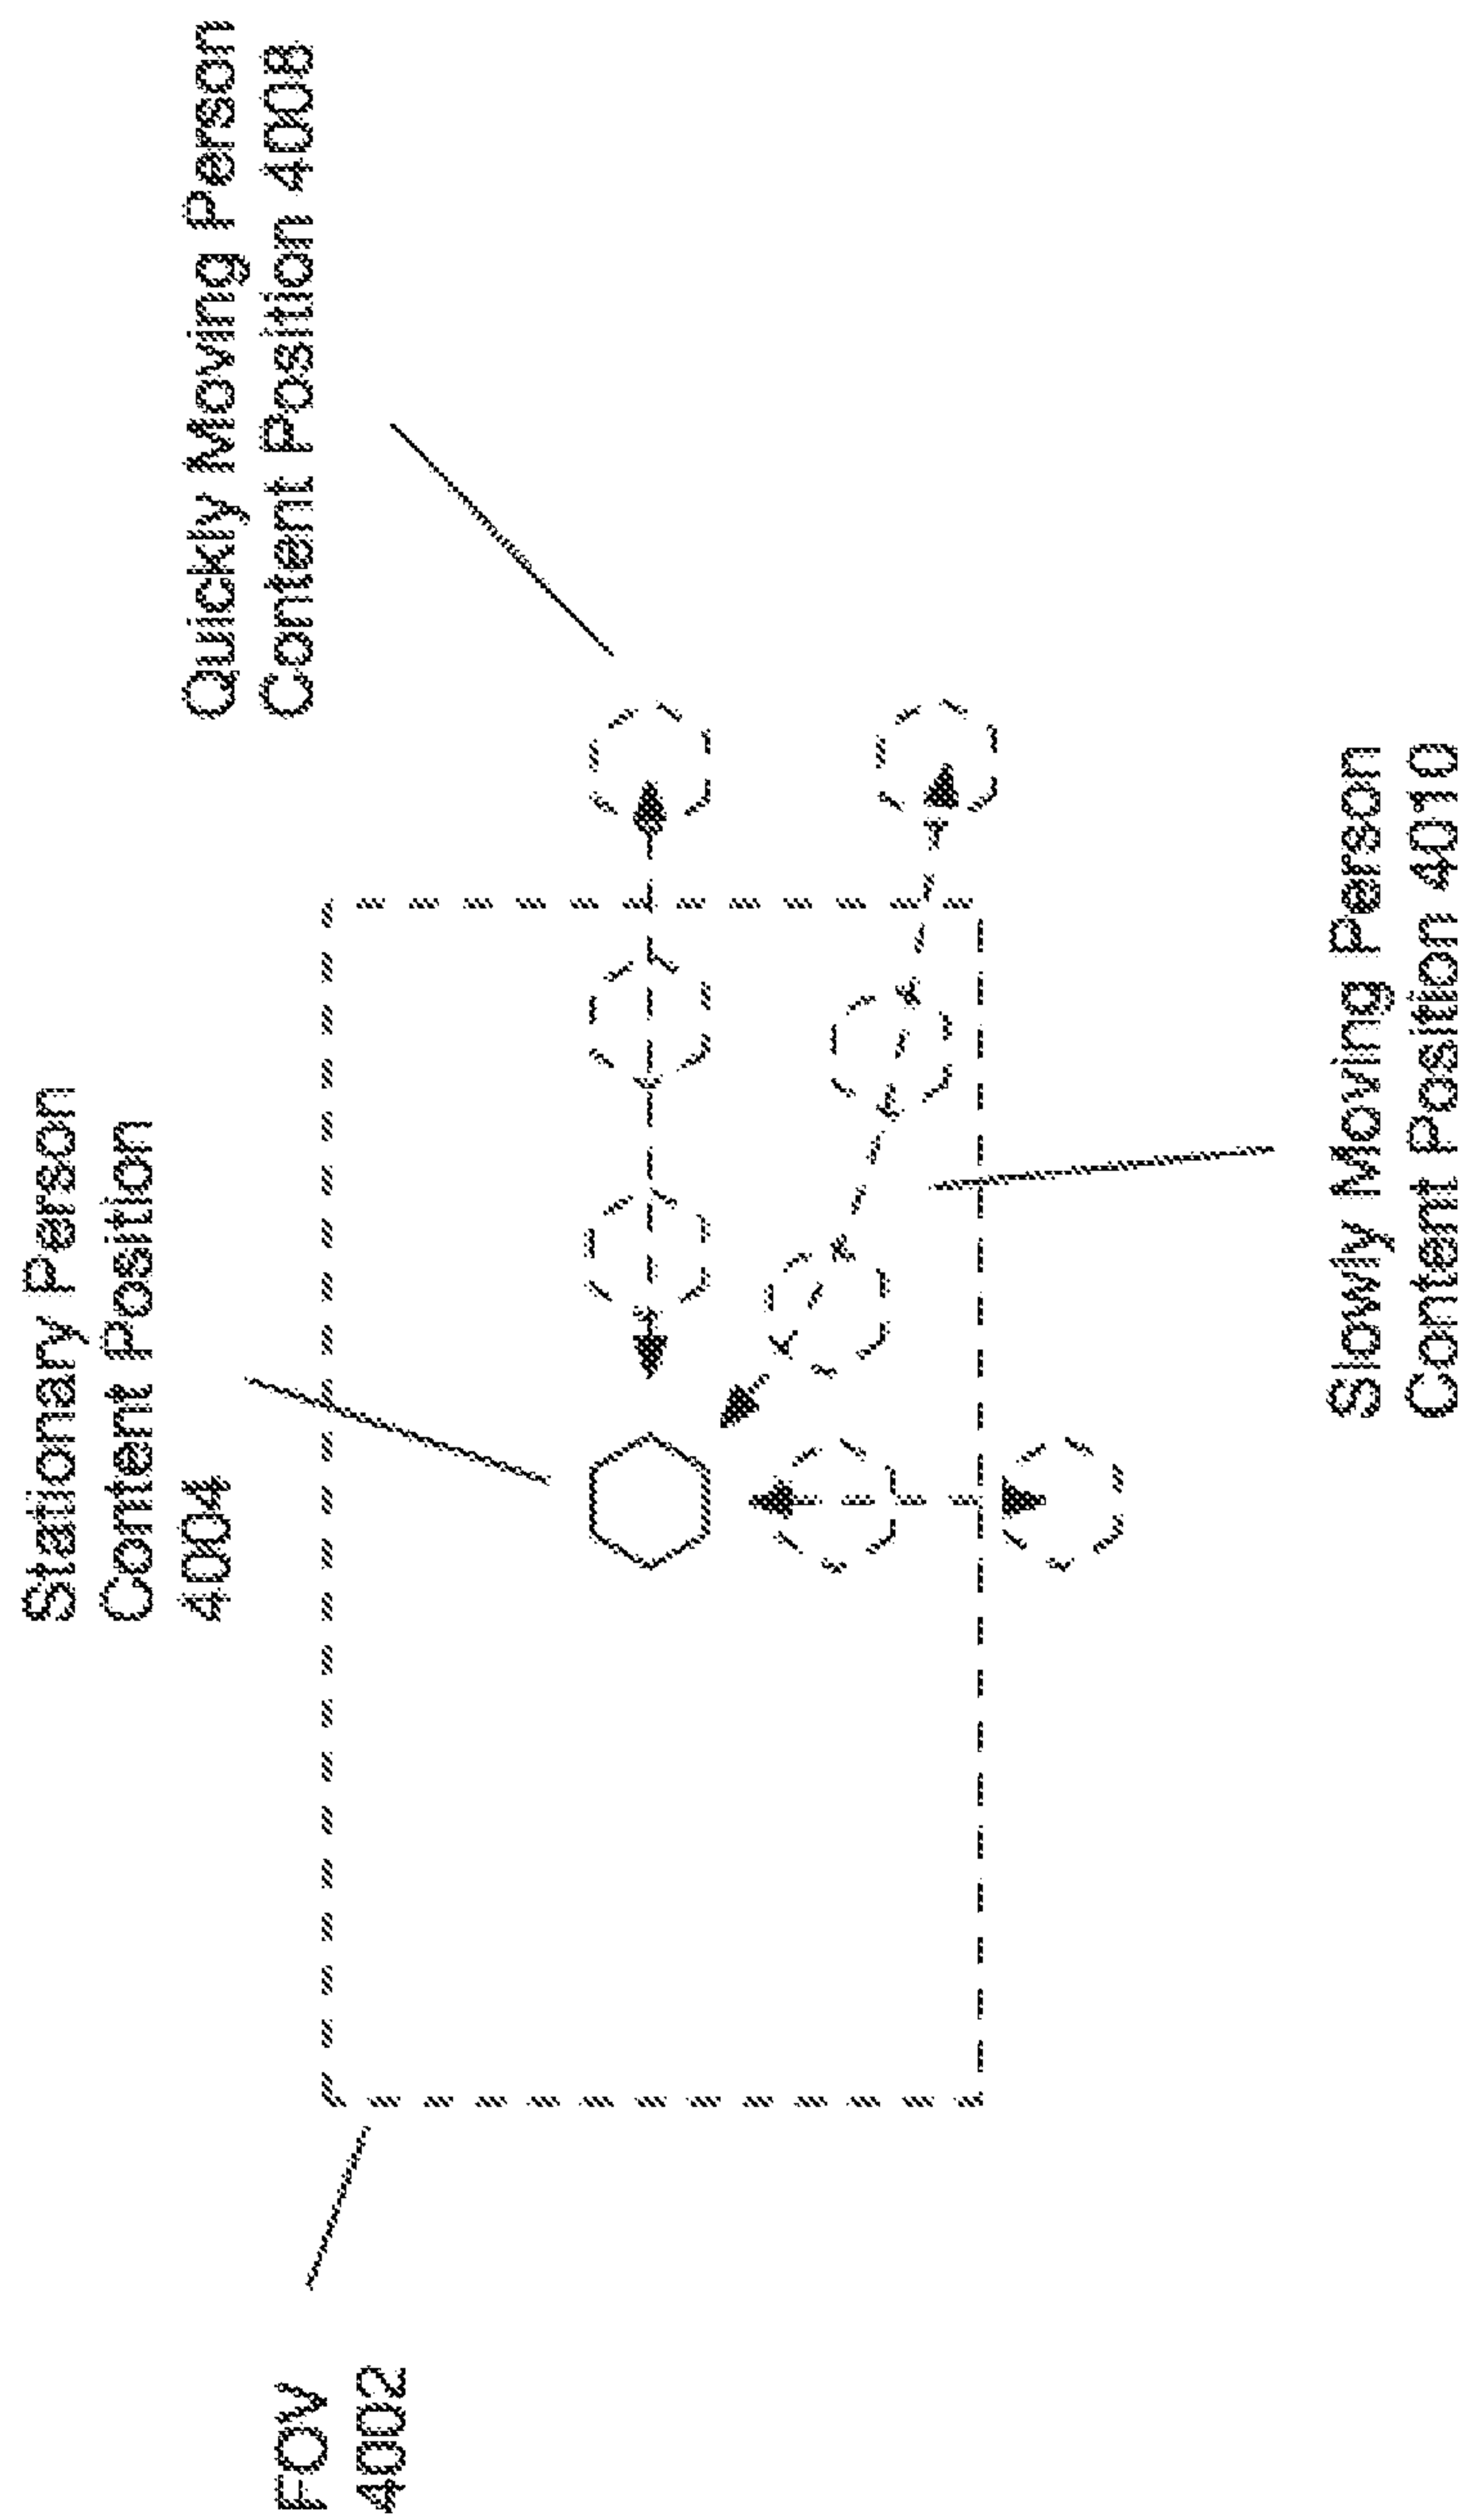 FOV
4002
Stationary Person
Content Position
4004
Quickly Moving Person
Content Position 4008
Slowly Moving Person
Content Position 4010